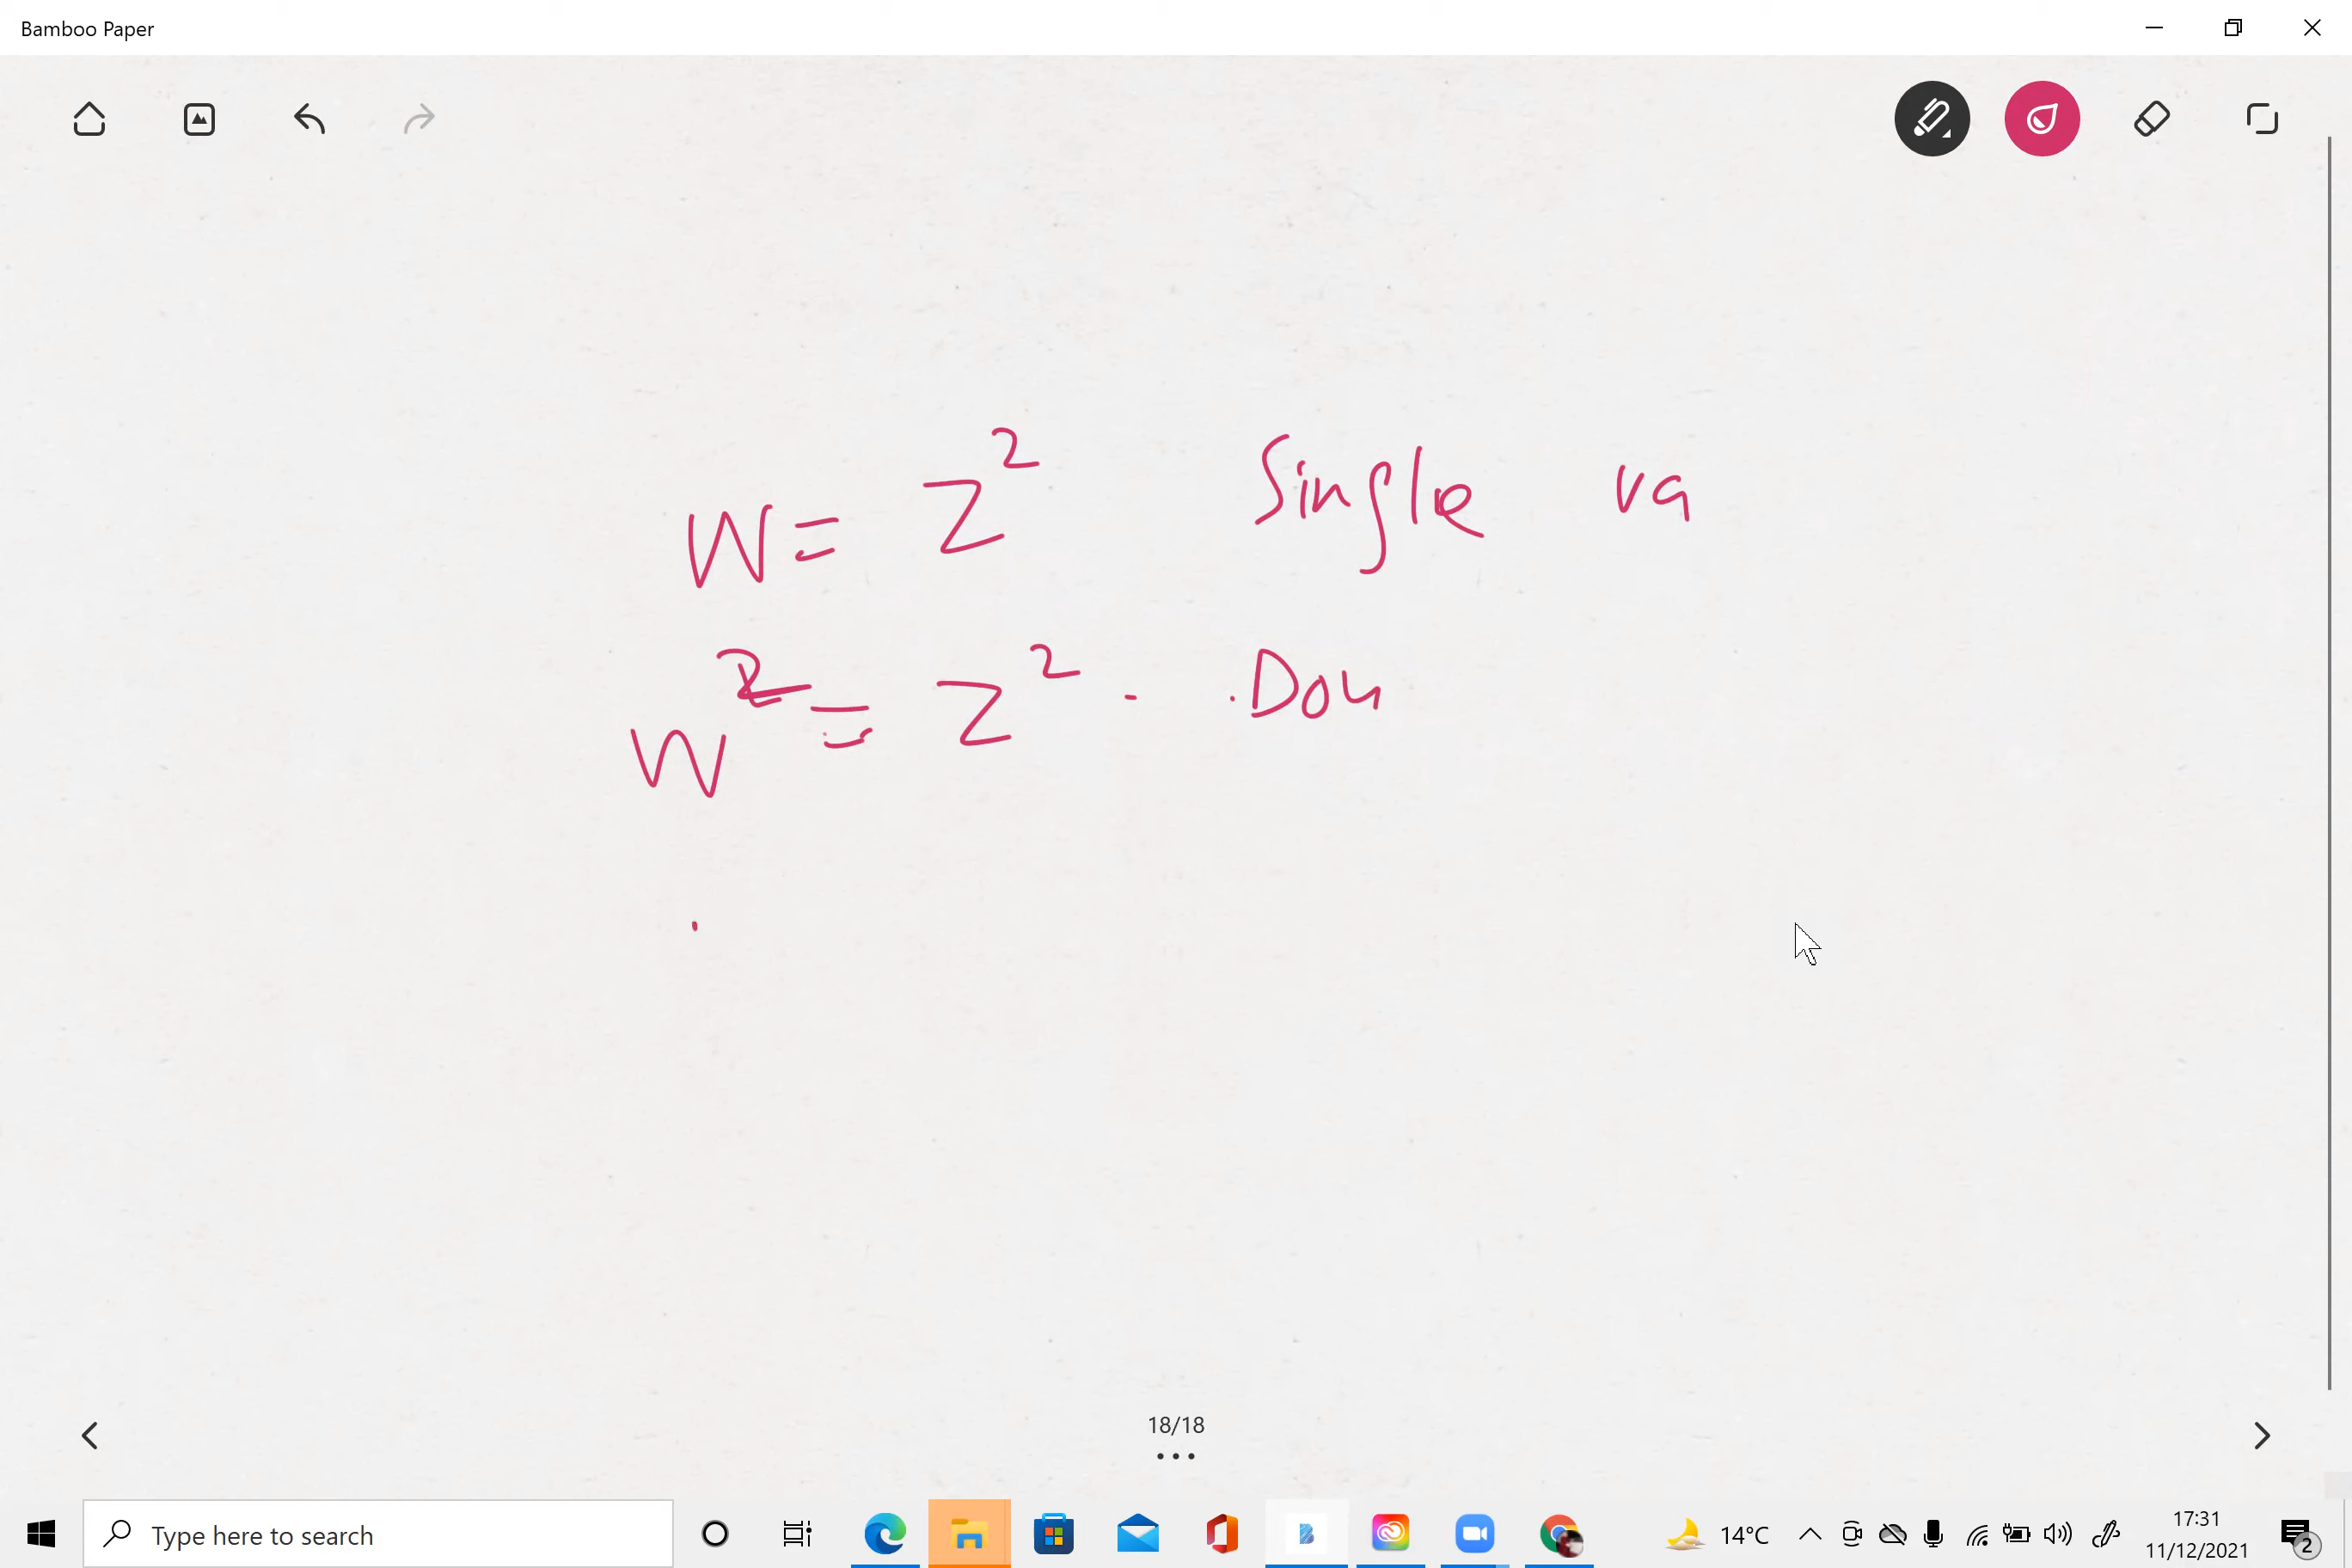 Bamboo Paper
W = Z² Single va
W² = Z² . . Dou
18/18
Type here to search
14°C
17:31
11/12/2021
2